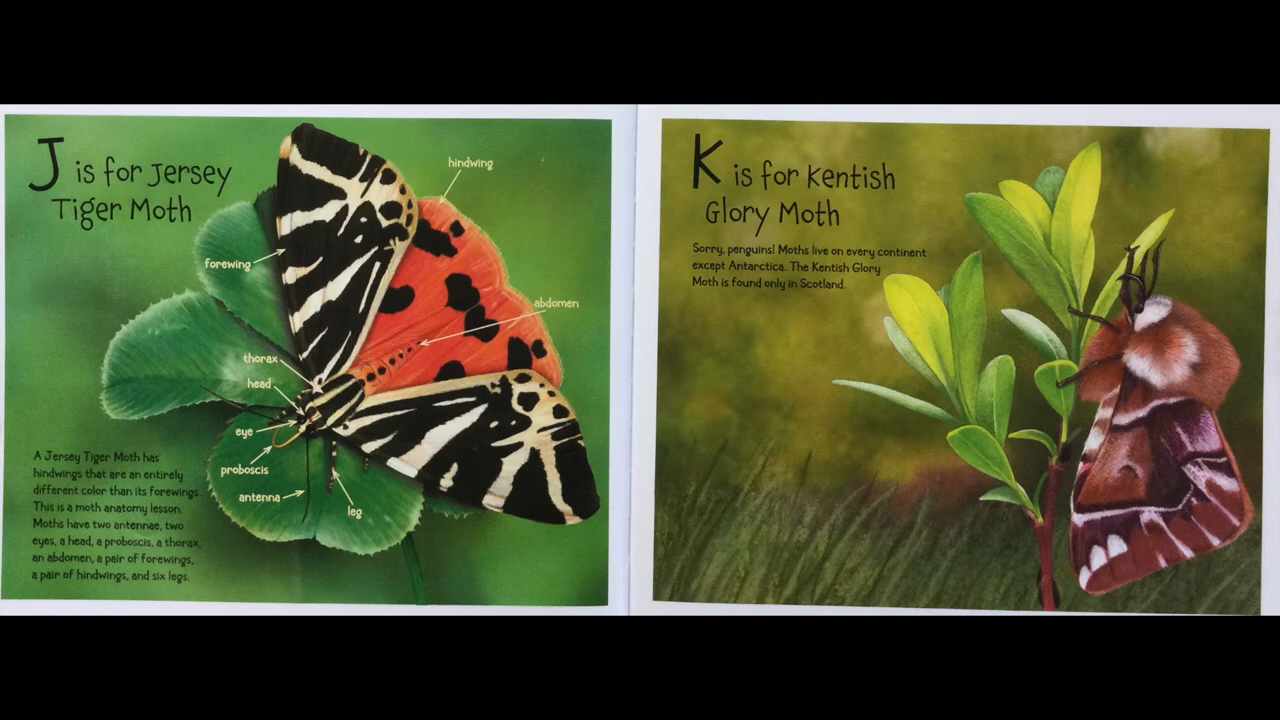 J is for Jersey
Tiger Moth
hindwing
forewing
abdomen
thorax
head
eye
proboscis
antenna
leg
A Jersey Tiger Moth has
hindwings that are an entirely
different color than its forewings.
This is a moth anatomy lesson.
Moths have two antennae, two
eyes, a head, a proboscis, a thorax,
an abdomen, a pair of forewings,
a pair of hindwings, and six legs.
K is for Kentish
Glory Moth
Sorry, penguins! Moths live on every continent
except Antarctica. The Kentish Glory
Moth is found only in Scotland.